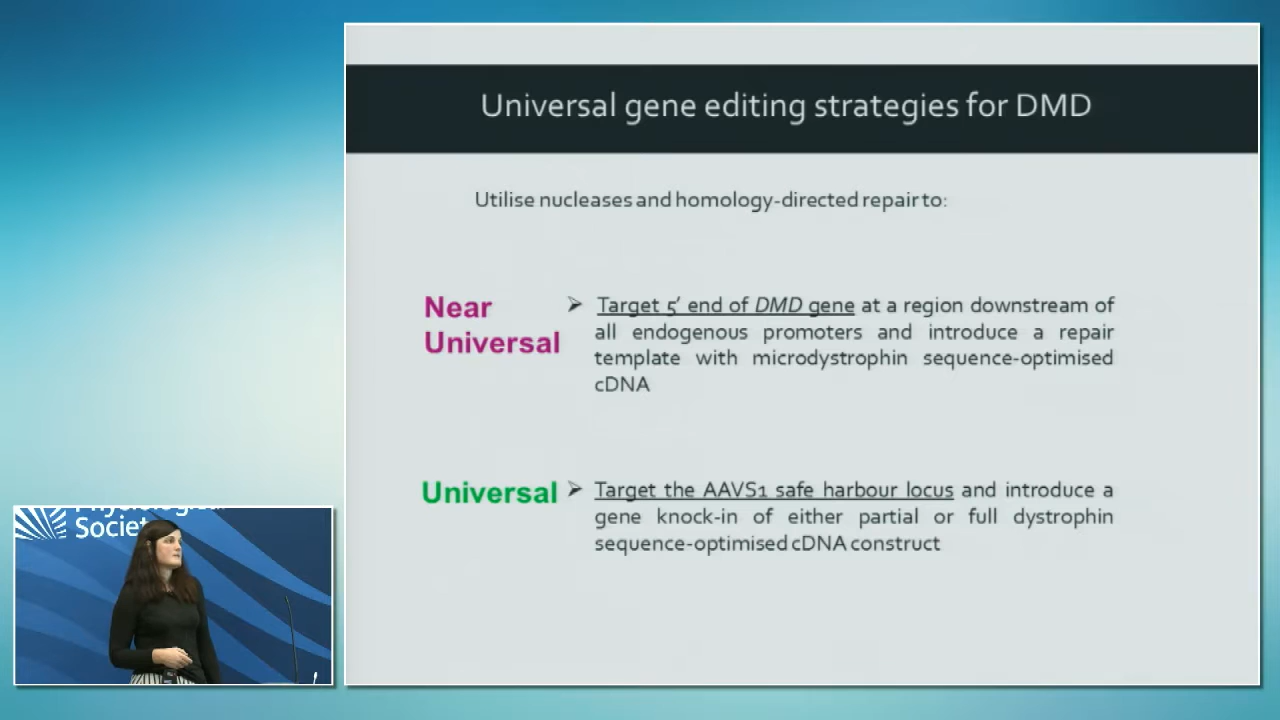 Universal gene editing strategies for DMD
Utilise nucleases and homology-directed repair to:
Near
Universal
➢ Target 5' end of DMD gene at a region downstream of
all endogenous promoters and introduce a repair
template with microdystrophin sequence-optimised
cDNA
Universal
➢ Target the AAVS1 safe harbour locus and introduce a
gene knock-in of either partial or full dystrophin
sequence-optimised cDNA construct